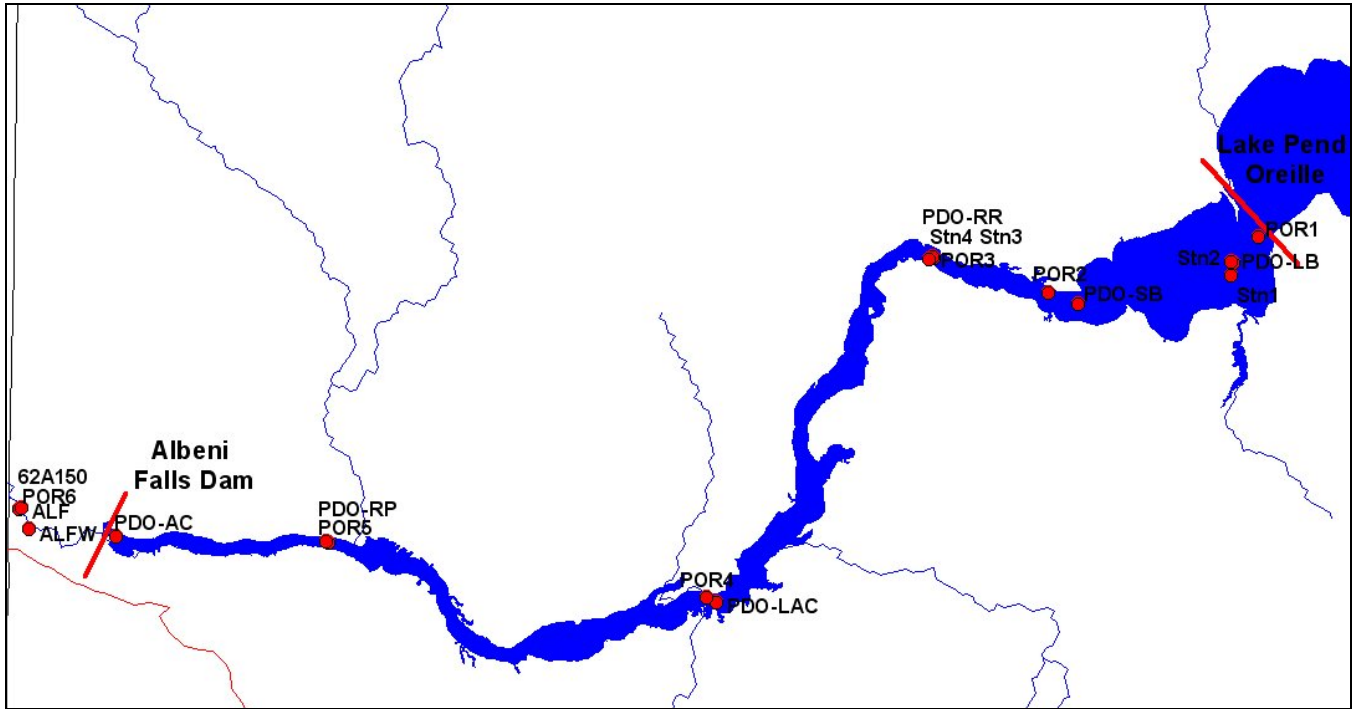 Lake Pend
Oreille
PDO-RR
Stn4 Stn3
POR3
POR1
Stn2
PDO-LB
Stn1
POR2
PDO-SB
Albeni
Falls Dam
62A150
POR6
ALF
ALFW
PDO-AC
PDO-RP
POR5
POR4
PDO-LAC